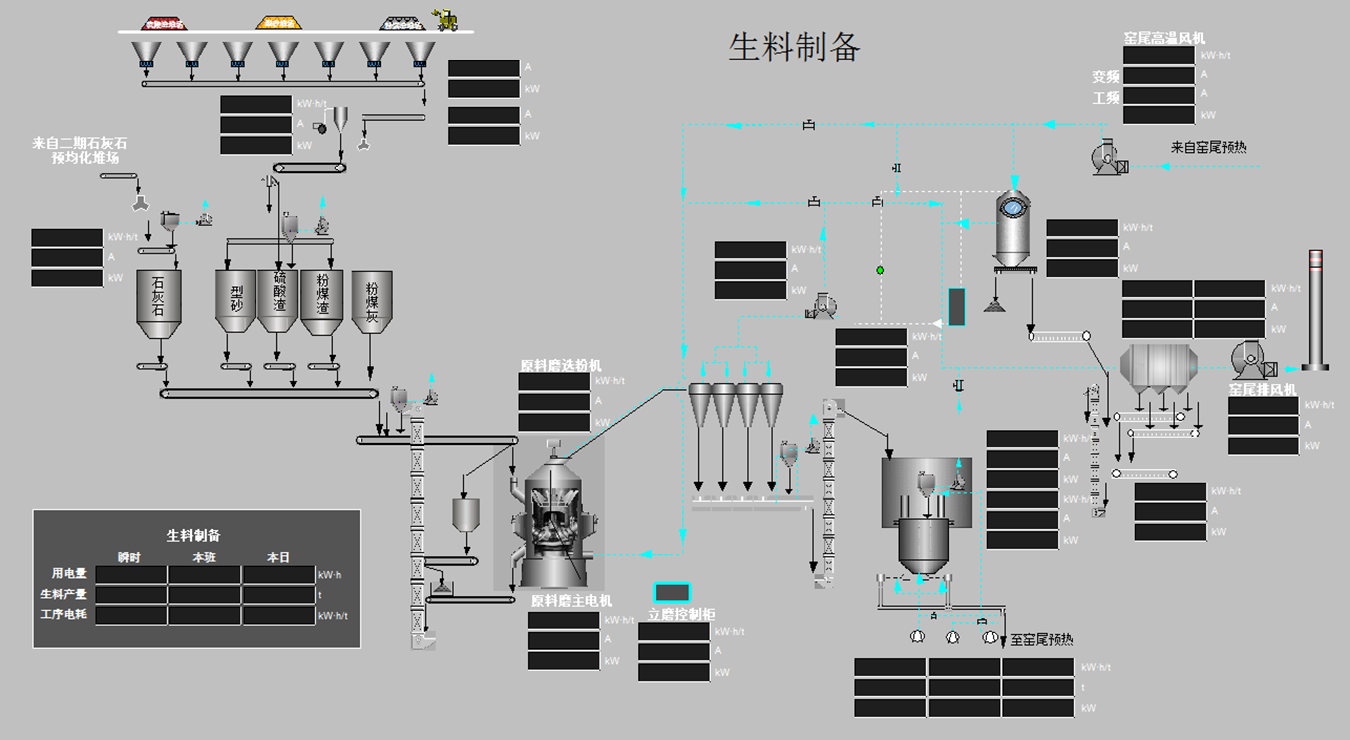 生料制备
窑尾高温风机
kW·h/t
变频
A
工频
A
kW
来自窑尾预热
A
kW
A
kW
kW·h/t
A
kW
来自二期石灰石
预均化堆场
kW·h/t
A
kW
石灰石
型砂
硫酸渣
粉煤渣
粉煤灰
kW·h/t
A
kW
kW·h/t
A
kW
kW·h/t
A
kW
kW·h/t
A
kW
窑尾排风机
kW·h/t
A
kW
原料磨选粉机
kW·h/t
A
kW
kW·h/t
A
kW
kW·h/t
A
kW
kW·h/t
A
kW
生料制备
瞬时 本班 本日
用电量 kW·h
生料产量 t
工序电耗 kW·h/t
原料磨主电机
kW·h/t
A
kW
立磨控制柜
kW·h/t
A
kW
至窑尾预热
kW·h/t
t
kW